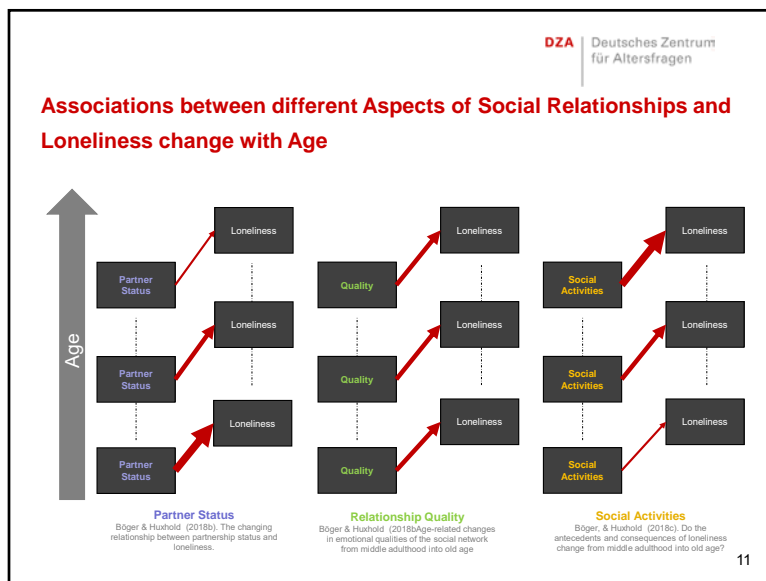 DZA
Deutsches Zentrum
für Altersfragen
Associations between different Aspects of Social Relationships and
Loneliness change with Age
Age
Loneliness
Partner
Status
Loneliness
Partner
Status
Loneliness
Partner
Status
Loneliness
Quality
Loneliness
Quality
Loneliness
Quality
Loneliness
Social
Activities
Loneliness
Social
Activities
Loneliness
Social
Activities
Partner Status
Böger, & Huxhold (2018b). The changing
relationship between partnership status and
loneliness.
Relationship Quality
Böger, & Huxhold (2018bAge-related changes
in emotional qualities of the social network
from middle adulthood into old age
Social Activities
Böger, & Huxhold (2018c). Do the
antecedents and consequences of loneliness
change from middle adulthood into old age?
11